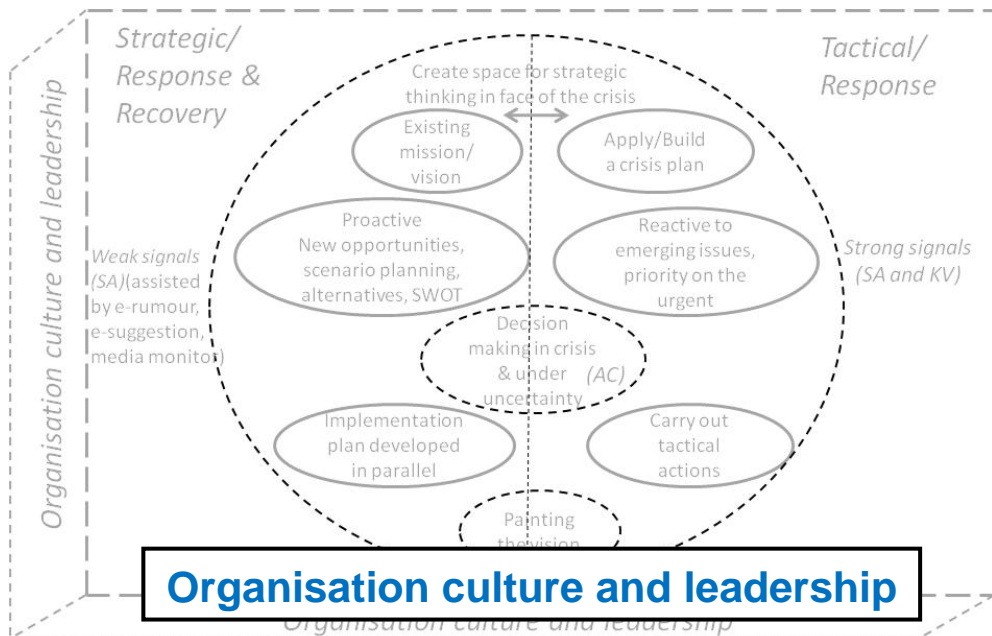 Strategic/
Response &
Recovery
Tactical/
Response
Create space for strategic
thinking in face of the crisis
Existing
mission/
vision
Apply/Build
a crisis plan
Proactive
New opportunities,
scenario planning,
alternatives, SWOT
Reactive to
emerging issues,
priority on the
urgent
Weak signals
(SA)(assisted
by e-rumour,
e-suggestion,
media monitor)
Strong signals
(SA and KV)
Decision
making in crisis
& under (AC)
uncertainty
Implementation
plan developed
in parallel
Carry out
tactical
actions
Painting
the vision
Organisation culture and leadership
Organisation culture and leadership
Organisation culture and leadership